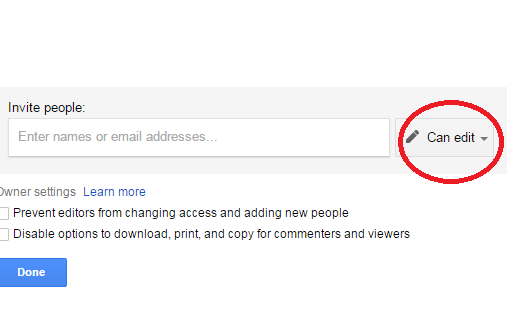 Invite people:
Enter names or email addresses... Can edit
Owner settings Learn more
Prevent editors from changing access and adding new people
Disable options to download, print, and copy for commenters and viewers
Done